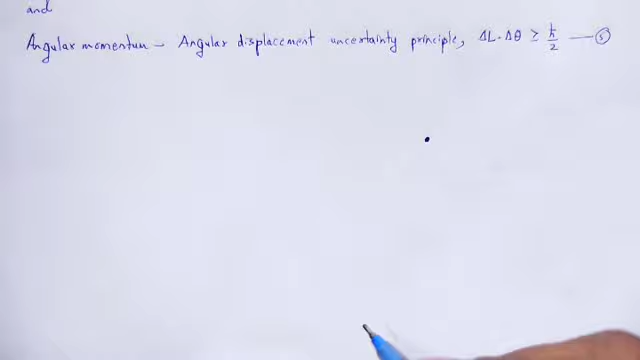 and
Angular momentum - Angular displacement uncertainty principle, ΔL·Δθ ≥ ħ/2 —⑤